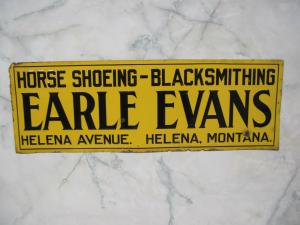 HORSE SHOEING-BLACKSMITHING
EARLE EVANS
HELENA AVENUE. HELENA, MONTANA.